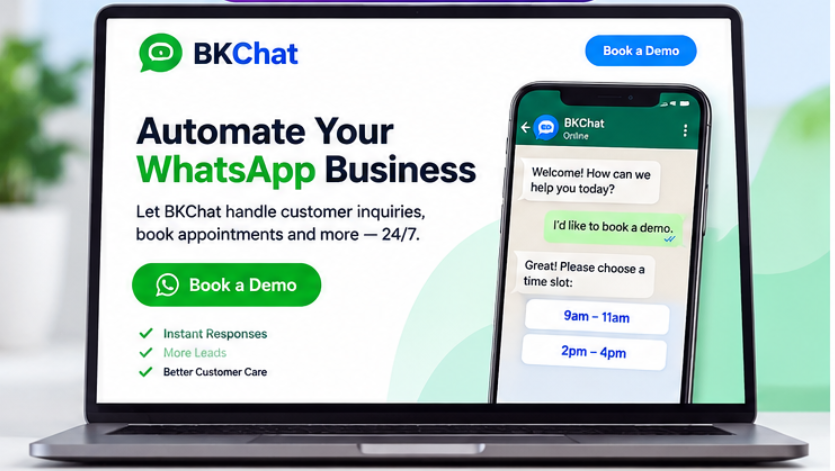 BKChat
Book a Demo
Automate Your
WhatsApp Business
Let BKChat handle customer inquiries,
book appointments and more — 24/7.
Book a Demo
Instant Responses
More Leads
Better Customer Care
BKChat
Online
Welcome! How can we
help you today?
I'd like to book a demo.
Great! Please choose a
time slot:
9am – 11am
2pm – 4pm